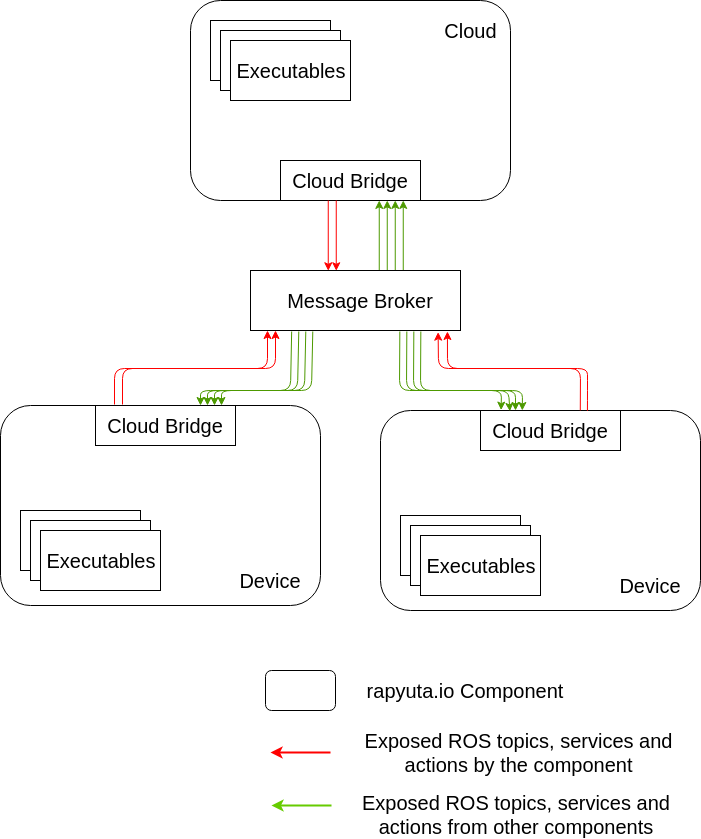 Cloud
Executables
Cloud Bridge
Message Broker
Cloud Bridge
Cloud Bridge
Executables
Device
Executables
Device
rapyuta.io Component
Exposed ROS topics, services and
actions by the component
Exposed ROS topics, services and
actions from other components